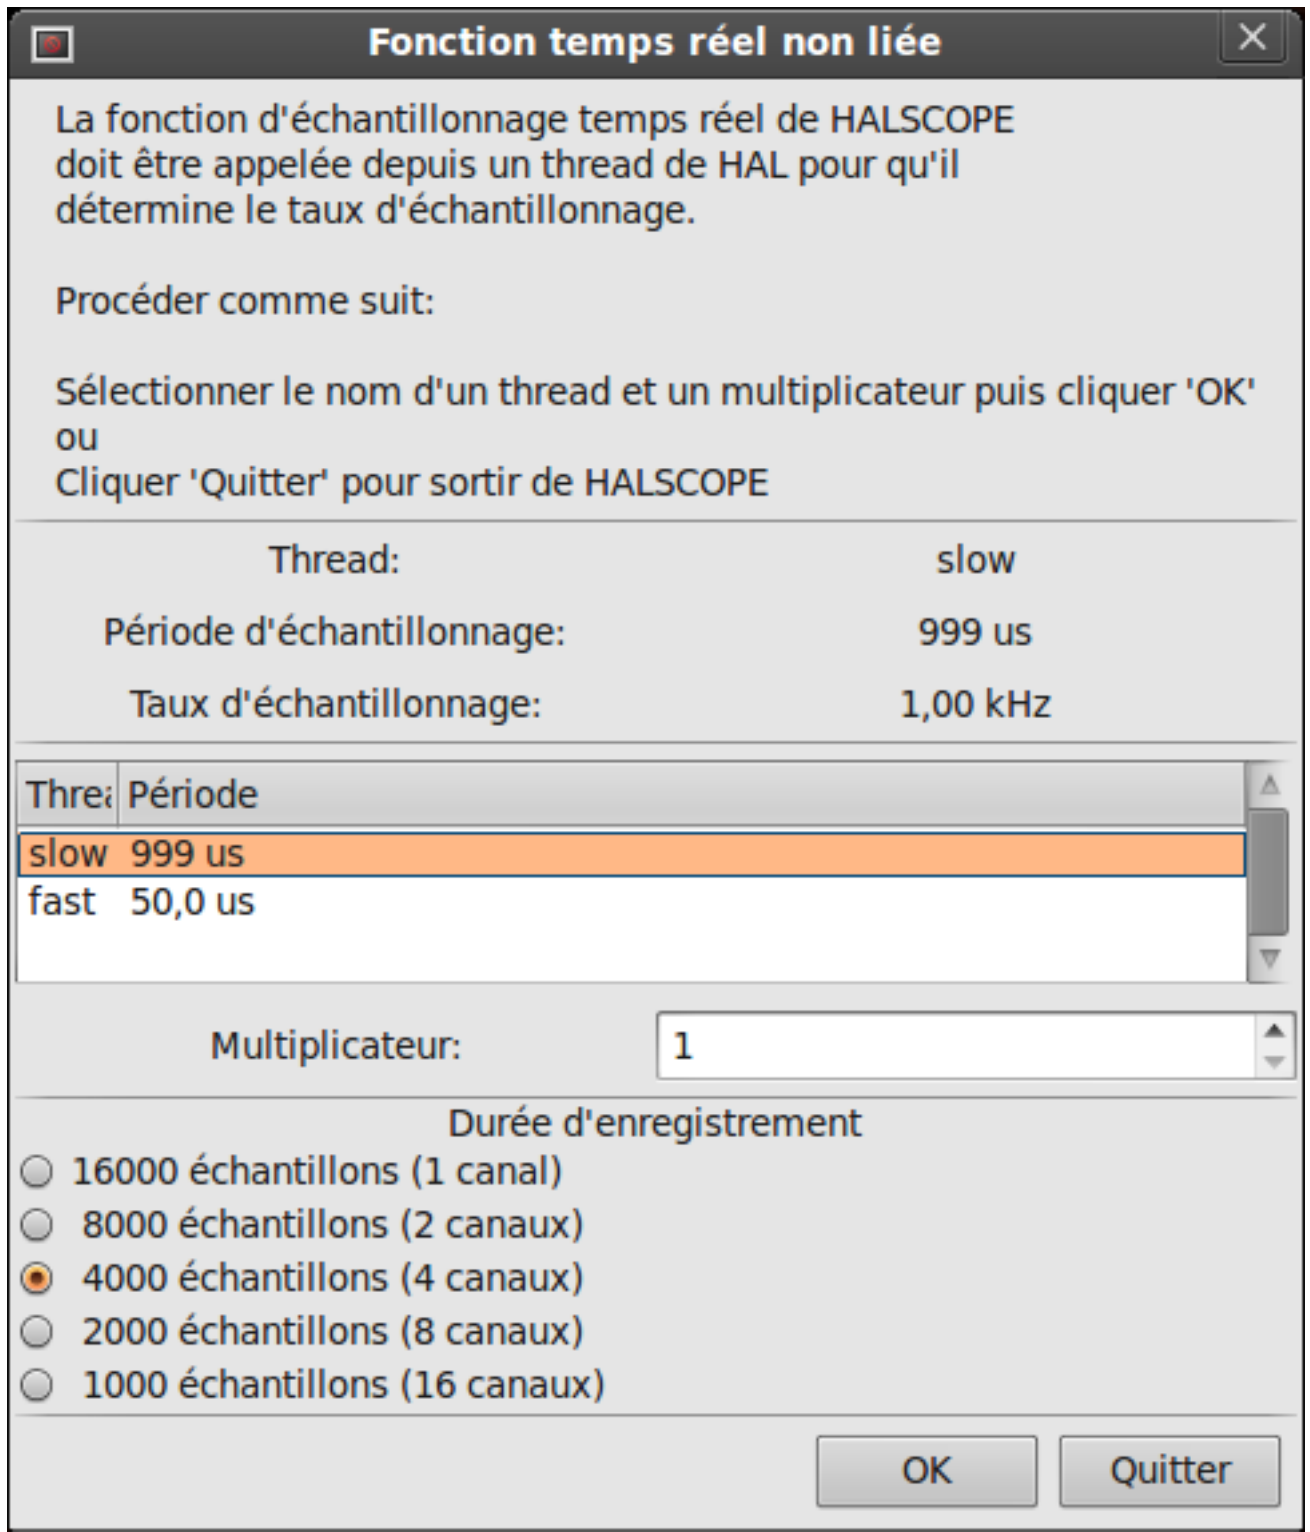 Fonction temps réel non liée
La fonction d'échantillonnage temps réel de HALSCOPE
doit être appelée depuis un thread de HAL pour qu'il
détermine le taux d'échantillonnage.
Procéder comme suit:
Sélectionner le nom d'un thread et un multiplicateur puis cliquer 'OK'
ou
Cliquer 'Quitter' pour sortir de HALSCOPE
Thread: slow
Période d'échantillonnage: 999 us
Taux d'échantillonnage: 1,00 kHz
Threa Période
slow 999 us
fast 50,0 us
Multiplicateur: 1
Durée d'enregistrement
16000 échantillons (1 canal)
8000 échantillons (2 canaux)
4000 échantillons (4 canaux)
2000 échantillons (8 canaux)
1000 échantillons (16 canaux)
OK Quitter